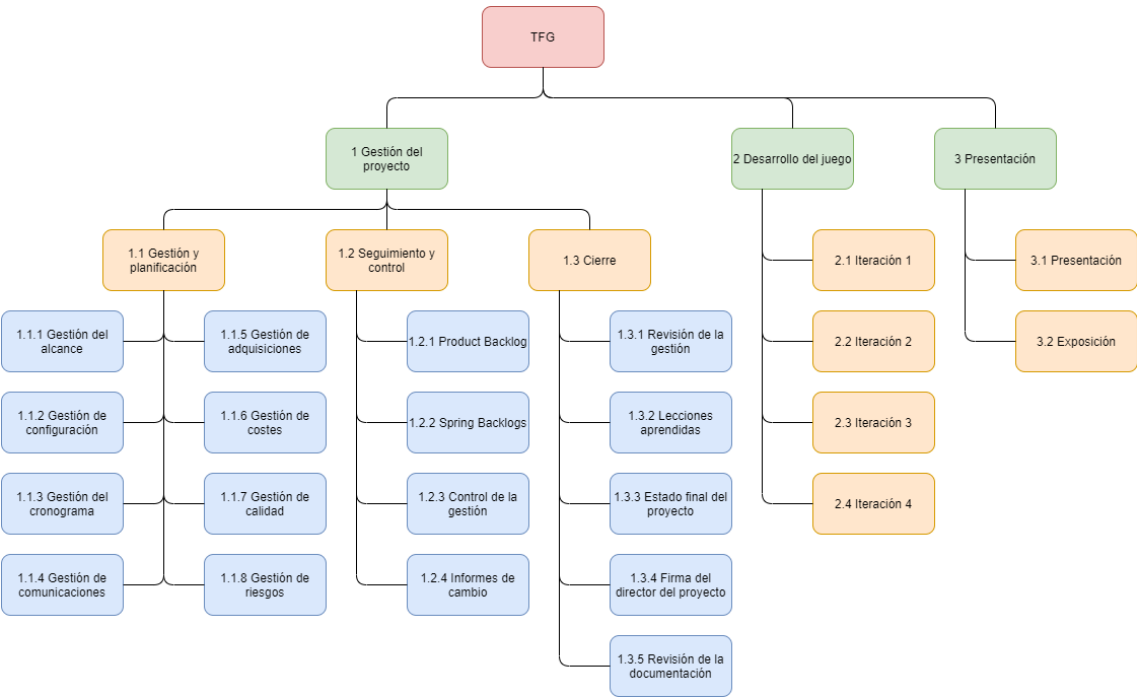 TFG
1 Gestión del
proyecto
2 Desarrollo del juego
3 Presentación
1.1 Gestión y
planificación
1.2 Seguimiento y
control
1.3 Cierre
2.1 Iteración 1
3.1 Presentación
1.1.1 Gestión del
alcance
1.1.5 Gestión de
adquisiciones
1.2.1 Product Backlog
1.3.1 Revisión de la
gestión
2.2 Iteración 2
3.2 Exposición
1.1.2 Gestión de
configuración
1.1.6 Gestión de
costes
1.2.2 Spring Backlogs
1.3.2 Lecciones
aprendidas
2.3 Iteración 3
1.1.3 Gestión del
cronograma
1.1.7 Gestión de
calidad
1.2.3 Control de la
gestión
1.3.3 Estado final del
proyecto
2.4 Iteración 4
1.1.4 Gestión de
comunicaciones
1.1.8 Gestión de
riesgos
1.2.4 Informes de
cambio
1.3.4 Firma del
director del proyecto
1.3.5 Revisión de la
documentación